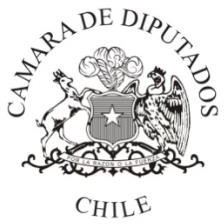 CAMARA DE DIPUTADOS
POR LA RAZON O LA FUERZA
CHILE